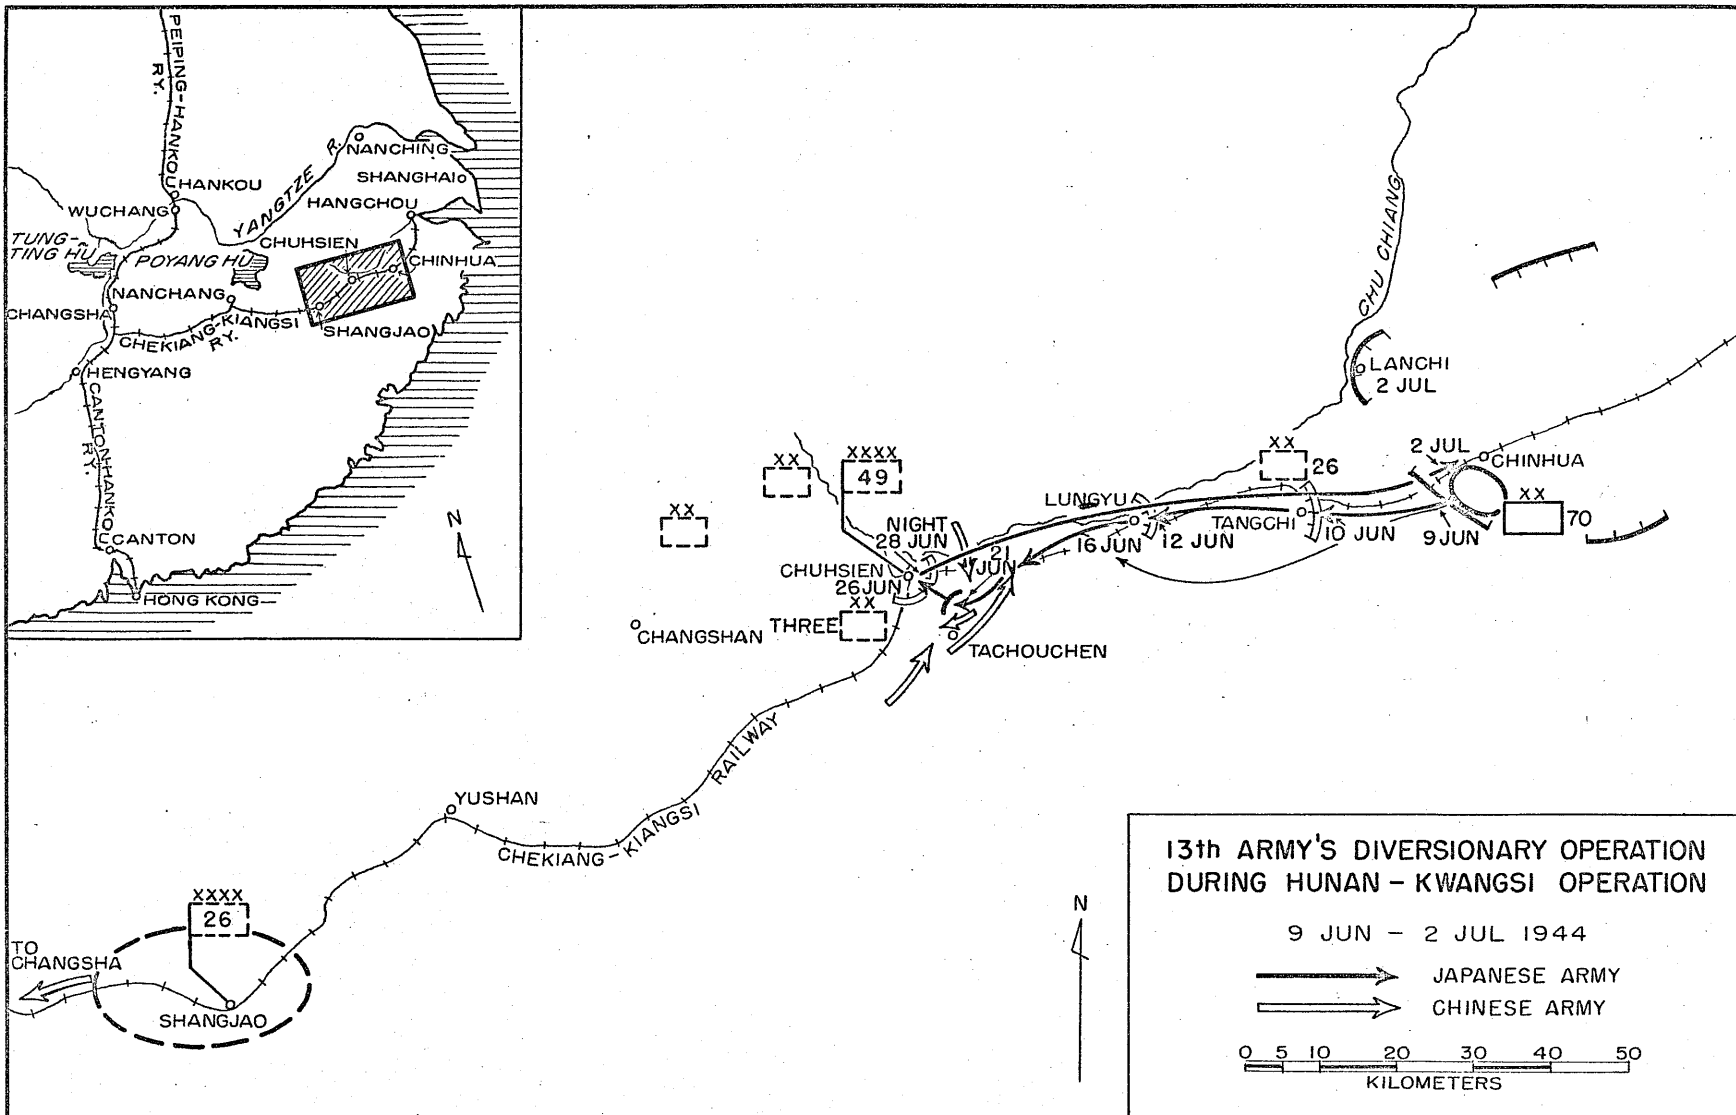 PEIPING-HANKOU
RY.
NANCHING
SHANGHAI
HANGCHOU
YANGTZE R.
HANKOU
WUCHANG
CHUHSIEN
CHINHUA
TUNG-
TING HŨ
POYANG HU
NANCHANG
CHANGSHA
CHEKIANG-KIANGSI
RY.
SHANGJAO
HENGYANG
CANTON-HANKOU
RY.
CANTON
HONG KONG
N
CHU CHIANG
LANCHI
2 JUL
XX
26
2 JUL
CHINHUA
XX
70
9 JUN
LUNGYU
TANGCHI
10 JUN
12 JUN
16 JUN
XX
XXXX
49
XX
NIGHT
28 JUN
21
JUN
CHUHSIEN
26 JUN
XX
THREE
CHANGSHAN
TACHOUCHEN
CHEKIANG-KIANGSI RAILWAY
YUSHAN
XXXX
26
TO
CHANGSHA
SHANGJAO
N
13th ARMY'S DIVERSIONARY OPERATION
DURING HUNAN - KWANGSI OPERATION
9 JUN - 2 JUL 1944
JAPANESE ARMY
CHINESE ARMY
0 5 10 20 30 40 50
KILOMETERS